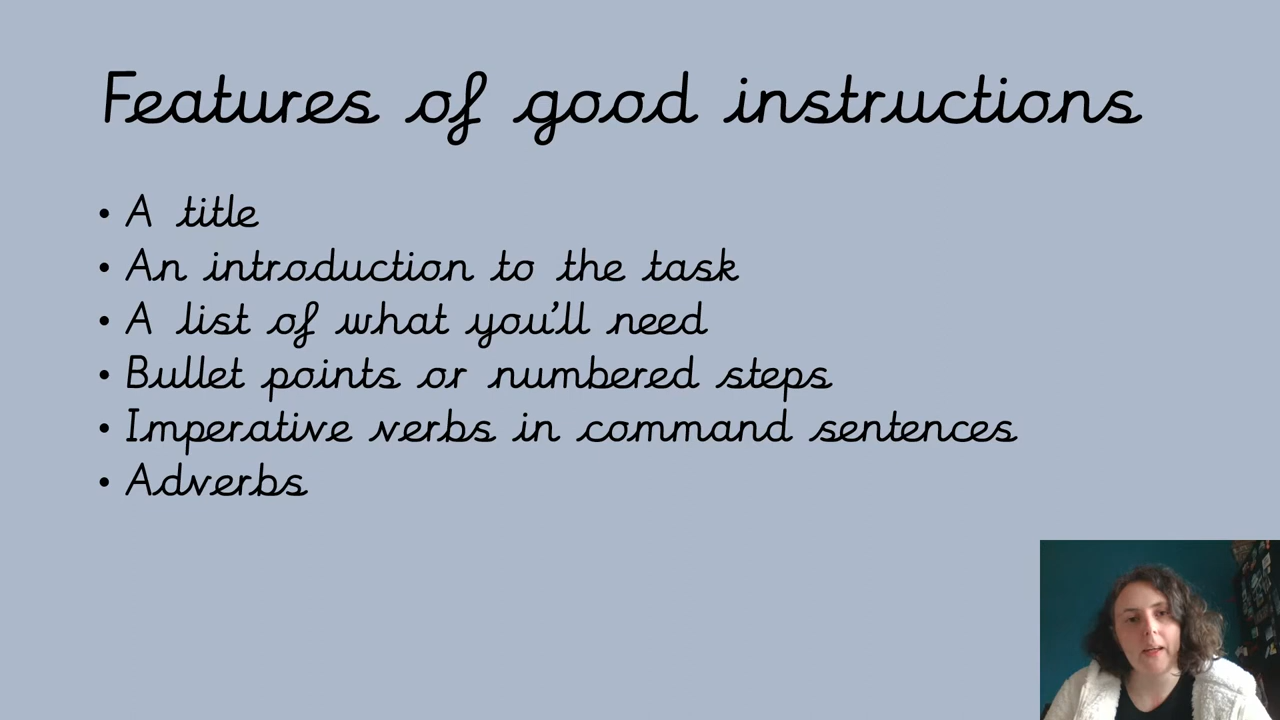 Features of good instructions
• A title
• An introduction to the task
• A list of what you'll need
• Bullet points or numbered steps
• Imperative verbs in command sentences
• Adverbs